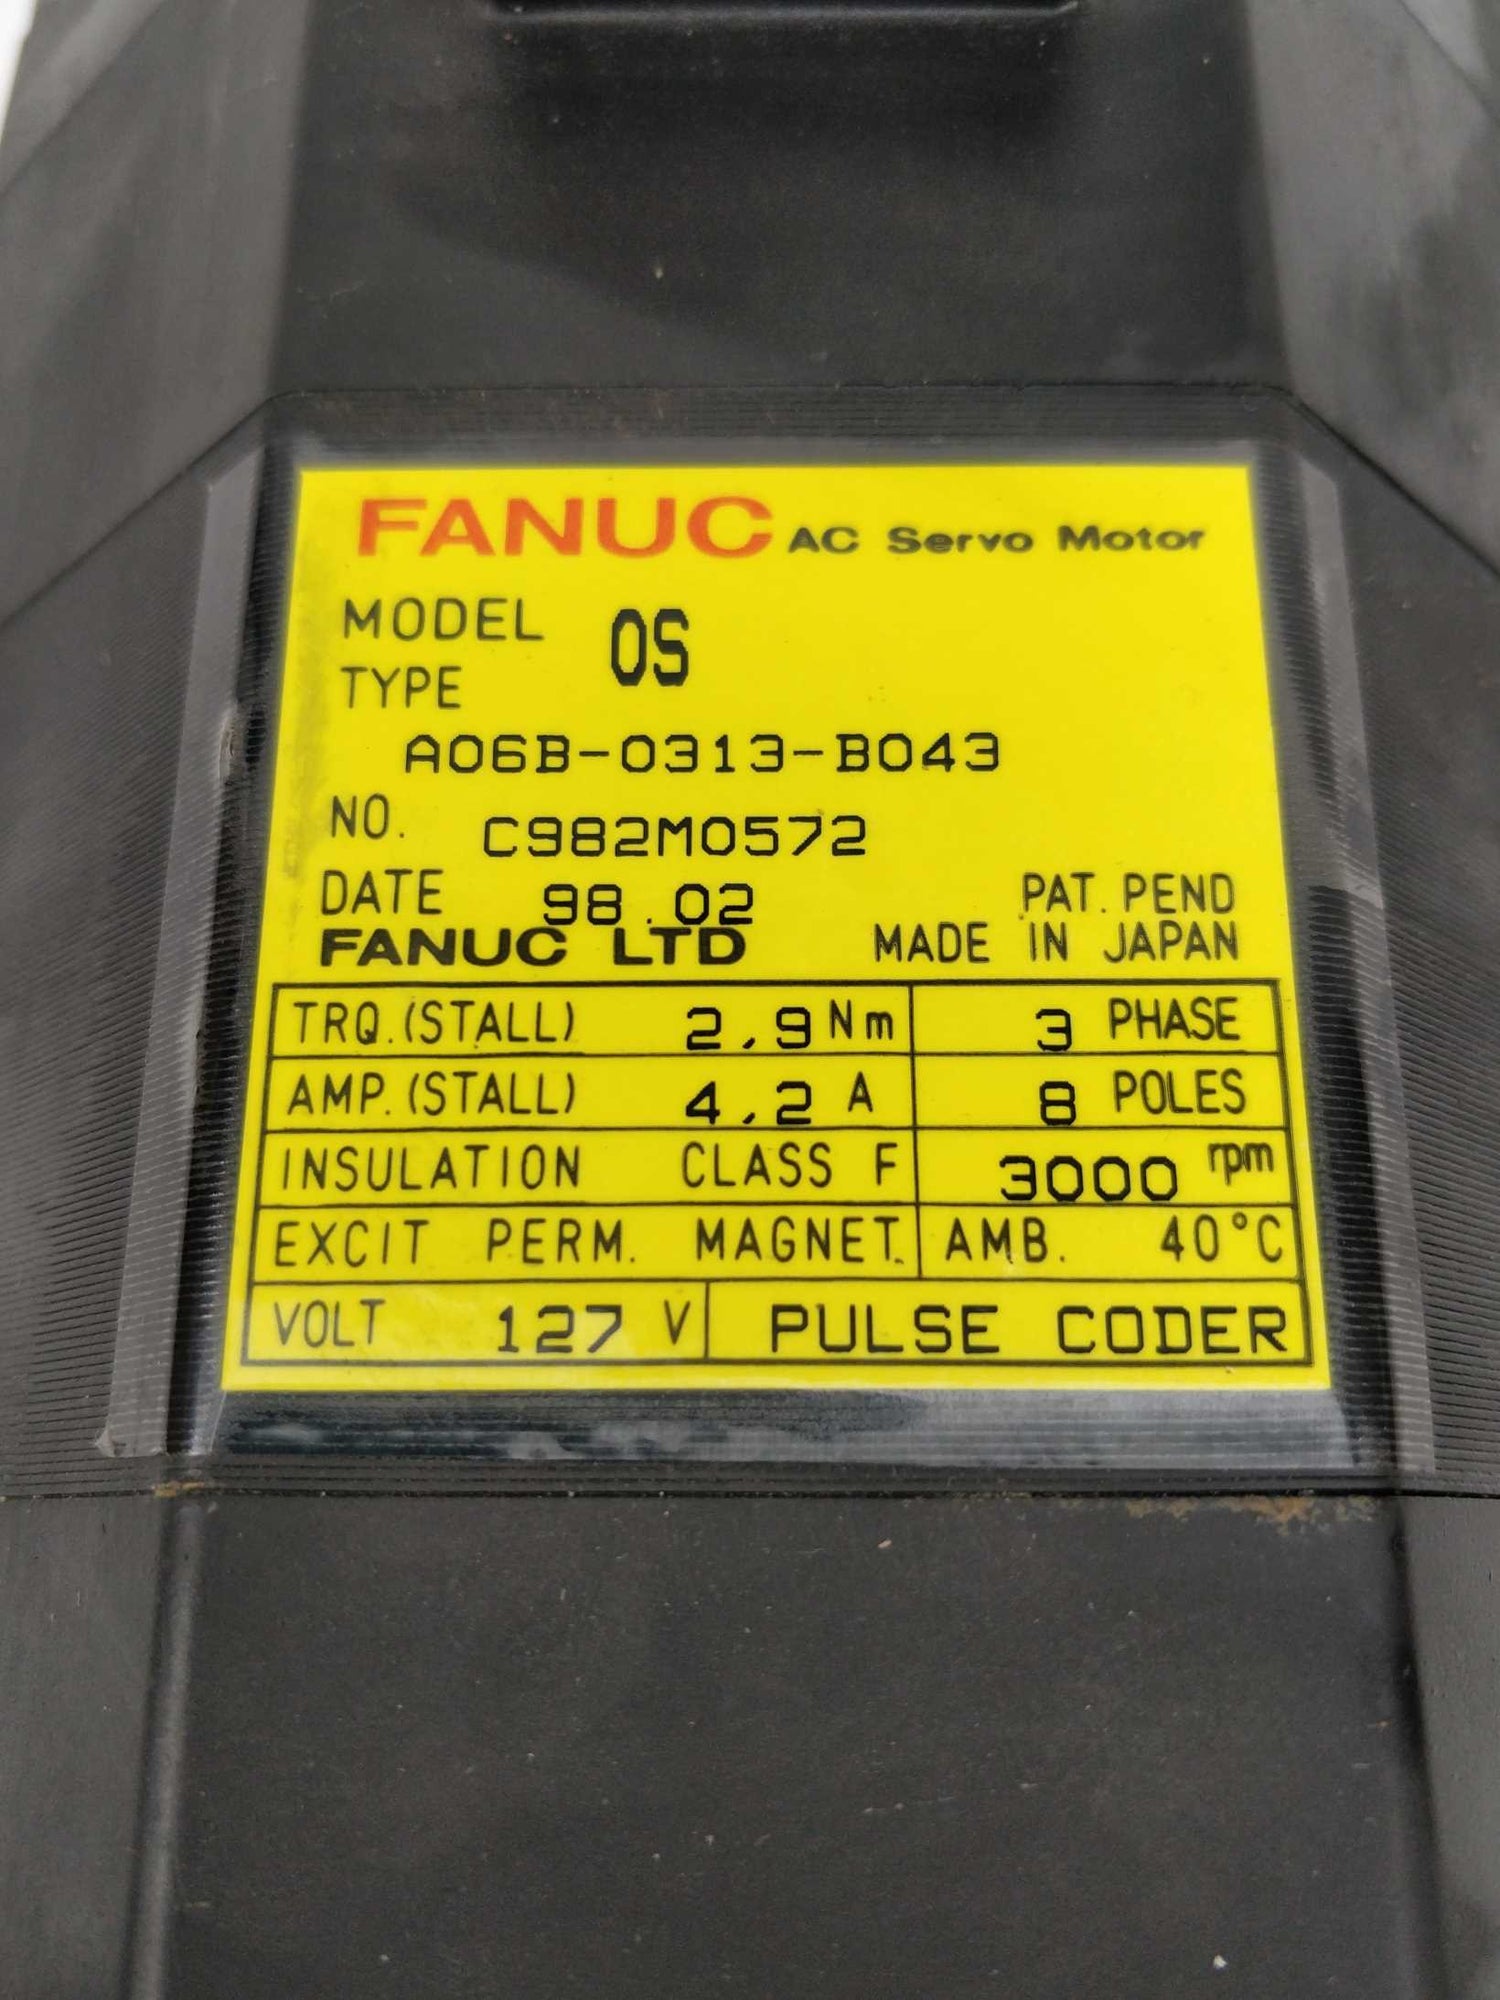 FANUC AC Servo Motor
MODEL 0S
TYPE
A06B-0313-B043
NO. C982M0572
DATE 98.02 PAT. PEND
FANUC LTD MADE IN JAPAN
TRQ.(STALL) 2.9 Nm 3 PHASE
AMP.(STALL) 4.2 A 8 POLES
INSULATION CLASS F 3000 rpm
EXCIT PERM. MAGNET. AMB. 40°C
VOLT 127 V PULSE CODER